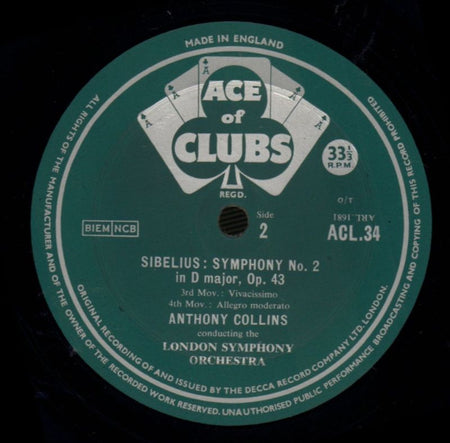 MADE IN ENGLAND
ACE
of
CLUBS
REGD.
33⅓
R.P.M.
O/T
ARL. 1691
ACL.34
BIEM NCB
Side
2
SIBELIUS: SYMPHONY No. 2
in D major, Op. 43
3rd Mov.: Vivacissimo
4th Mov.: Allegro moderato
ANTHONY COLLINS
conducting the
LONDON SYMPHONY
ORCHESTRA
ALL RIGHTS OF THE MANUFACTURER AND OF THE OWNER OF THE RECORDED WORK RESERVED. UNAUTHORISED PUBLIC PERFORMANCE, BROADCASTING AND COPYING OF THIS RECORD PROHIBITED
ORIGINAL RECORDING OF AND ISSUED BY THE DECCA RECORD COMPANY LTD. LONDON.